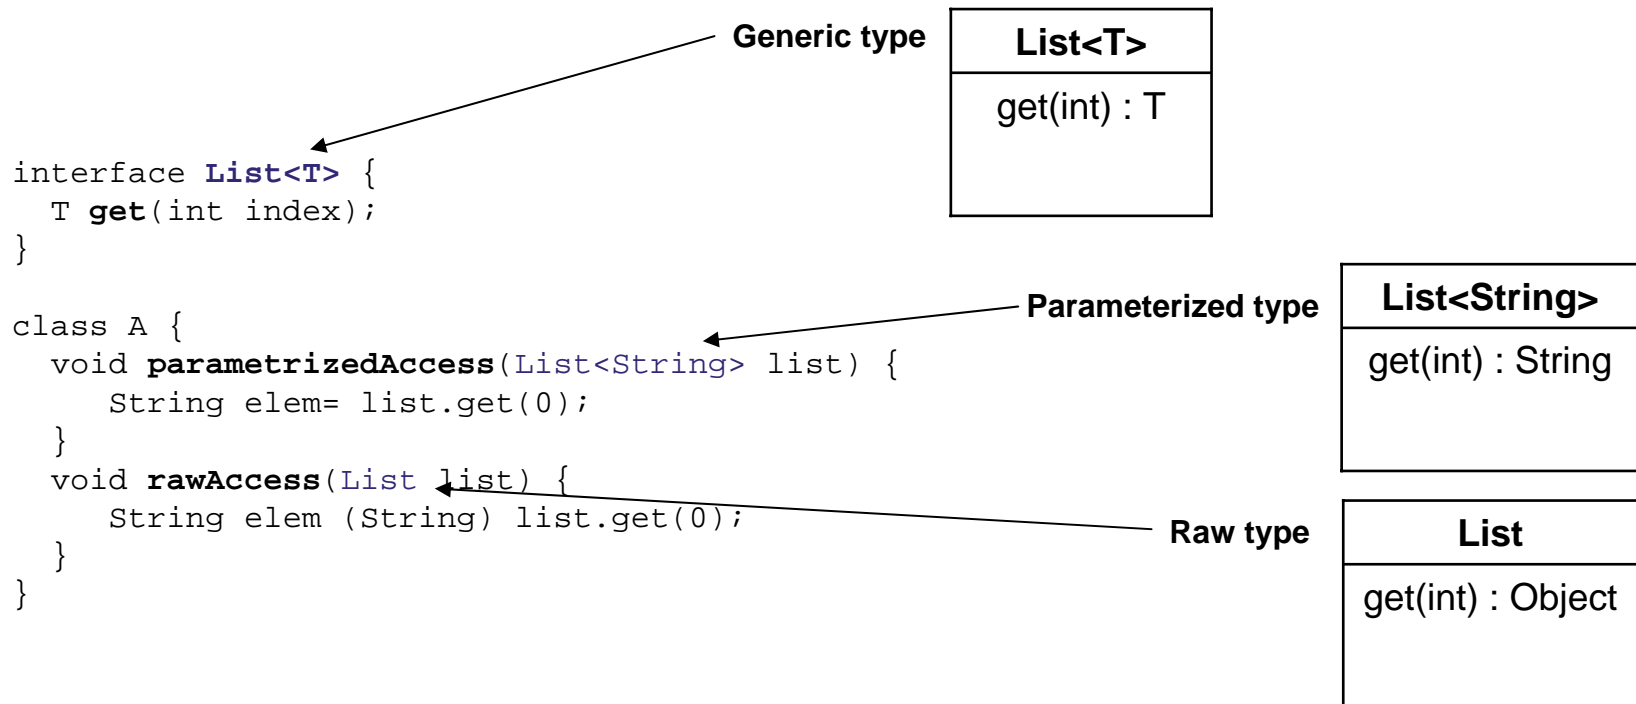 Generic type
List<T>
get(int) : T
interface List<T> {
  T get(int index);
}
Parameterized type
List<String>
get(int) : String
class A {
  void parametrizedAccess(List<String> list) {
     String elem= list.get(0);
  }
  void rawAccess(List list) {
     String elem (String) list.get(0);
  }
}
Raw type
List
get(int) : Object